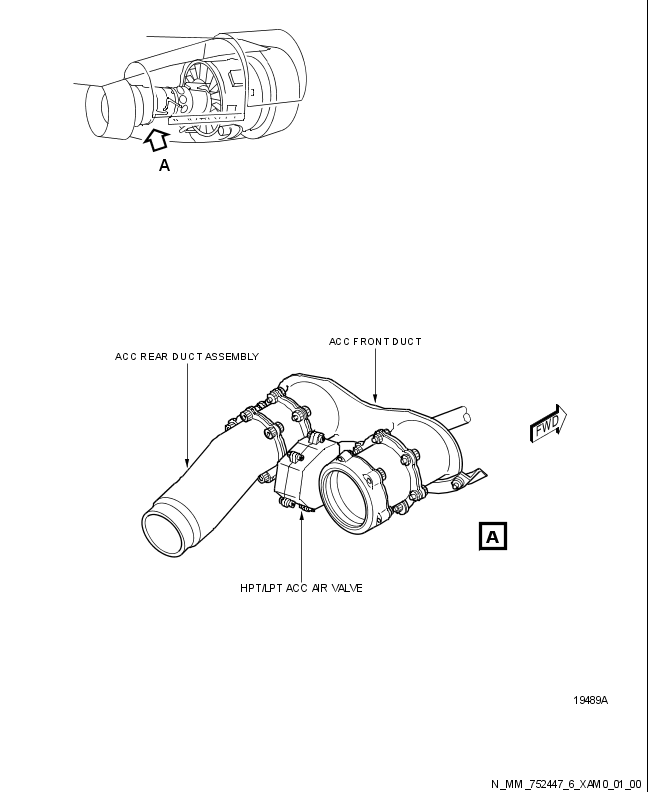 A
ACC FRONT DUCT
ACC REAR DUCT ASSEMBLY
FWD
A
HPT/LPT ACC AIR VALVE
19489A
N_MM_752447_6_XAM0_01_00